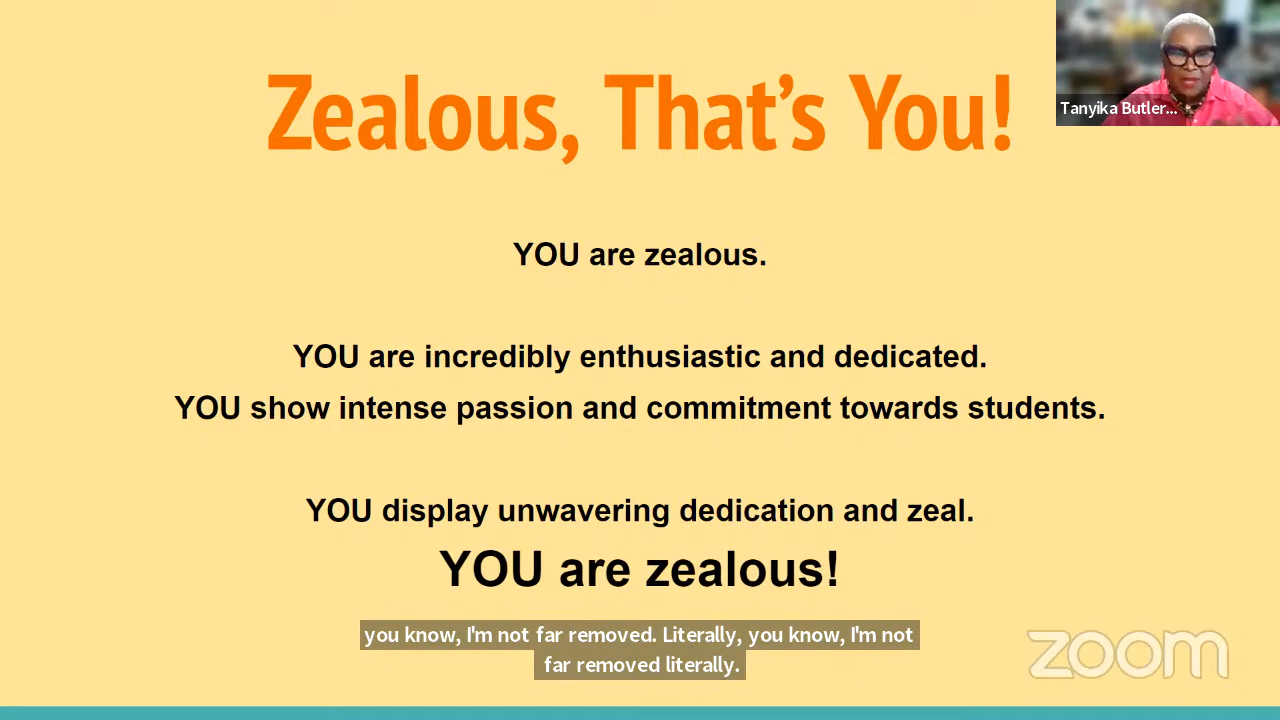 Zealous, That's You!
Tanyika Butler...
YOU are zealous.
YOU are incredibly enthusiastic and dedicated.
YOU show intense passion and commitment towards students.
YOU display unwavering dedication and zeal.
YOU are zealous!
you know, I'm not far removed. Literally, you know, I'm not
far removed literally.
zoom